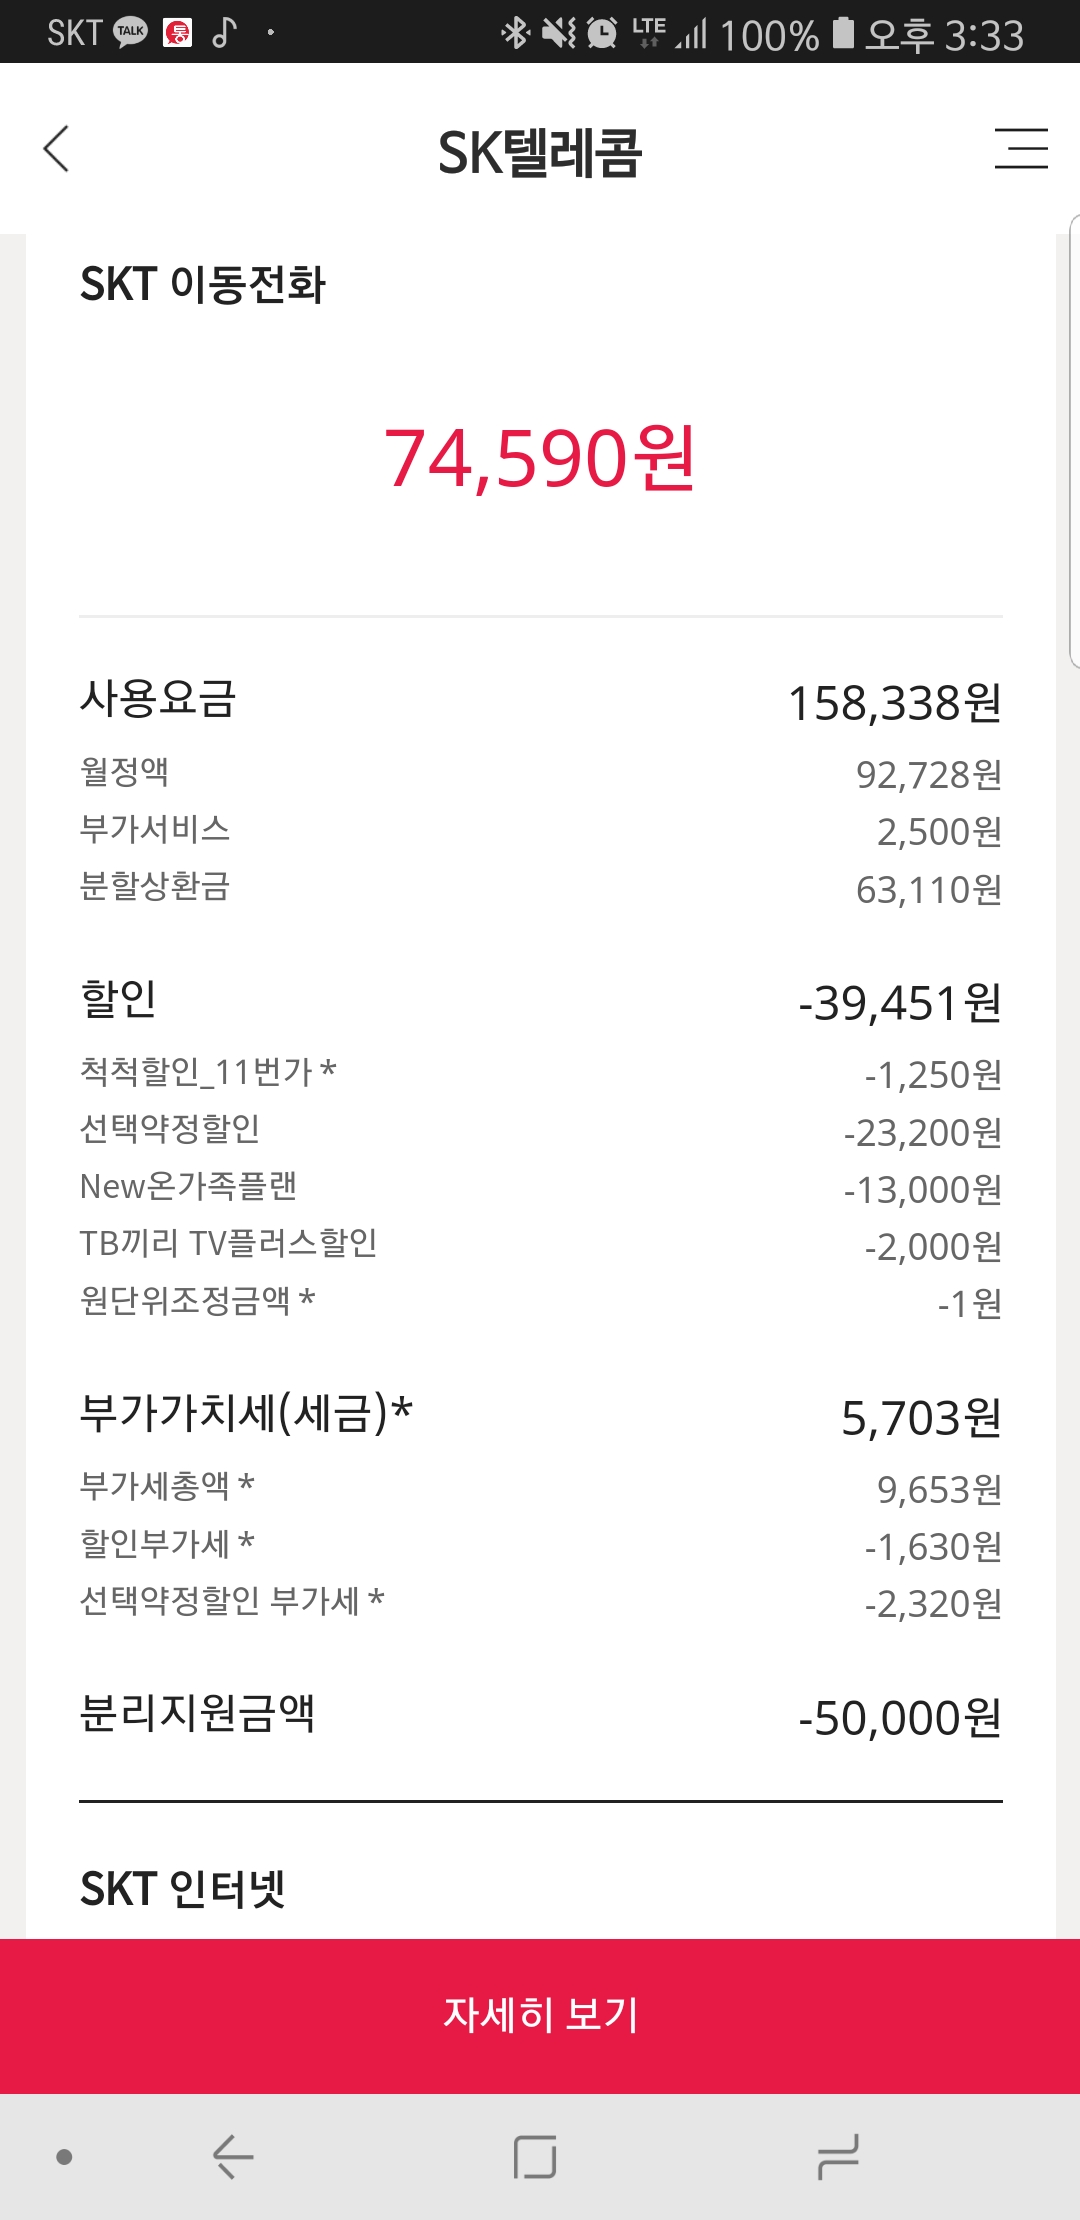 SKT TALK 통 LTE 100% 오후 3:33
SK텔레콤
SKT 이동전화
74,590원
사용요금 158,338원
월정액 92,728원
부가서비스 2,500원
분할상환금 63,110원
할인 -39,451원
척척할인_11번가 * -1,250원
선택약정할인 -23,200원
New온가족플랜 -13,000원
TB끼리 TV플러스할인 -2,000원
원단위조정금액 * -1원
부가가치세(세금)* 5,703원
부가세총액 * 9,653원
할인부가세 * -1,630원
선택약정할인 부가세 * -2,320원
분리지원금액 -50,000원
SKT 인터넷
자세히 보기